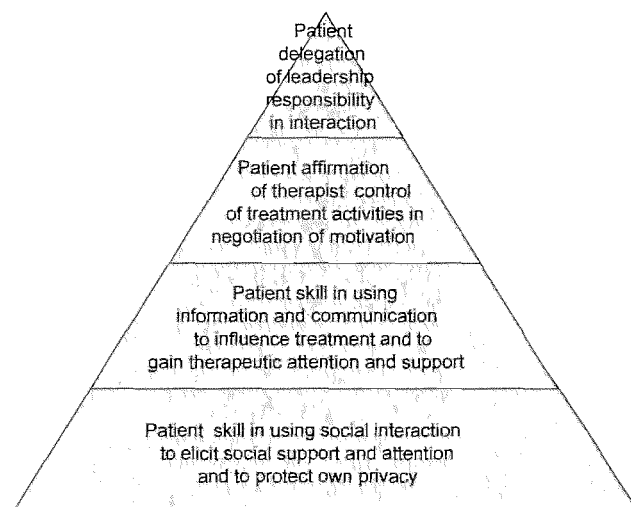 Patient
delegation
of leadership
responsibility
in interaction
Patient affirmation
of therapist control
of treatment activities in
negotiation of motivation
Patient skill in using
information and communication
to influence treatment and to
gain therapeutic attention and support
Patient skill in using social interaction
to elicit social support and attention
and to protect own privacy